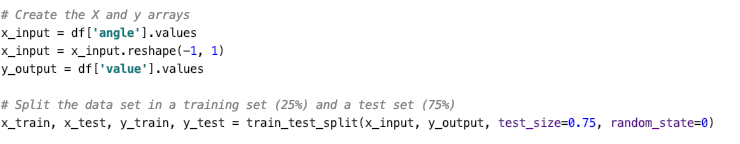 # Create the X and y arrays
x_input = df['angle'].values
x_input = x_input.reshape(-1, 1)
y_output = df['value'].values
# Split the data set in a training set (25%) and a test set (75%)
x_train, x_test, y_train, y_test = train_test_split(x_input, y_output, test_size=0.75, random_state=0)